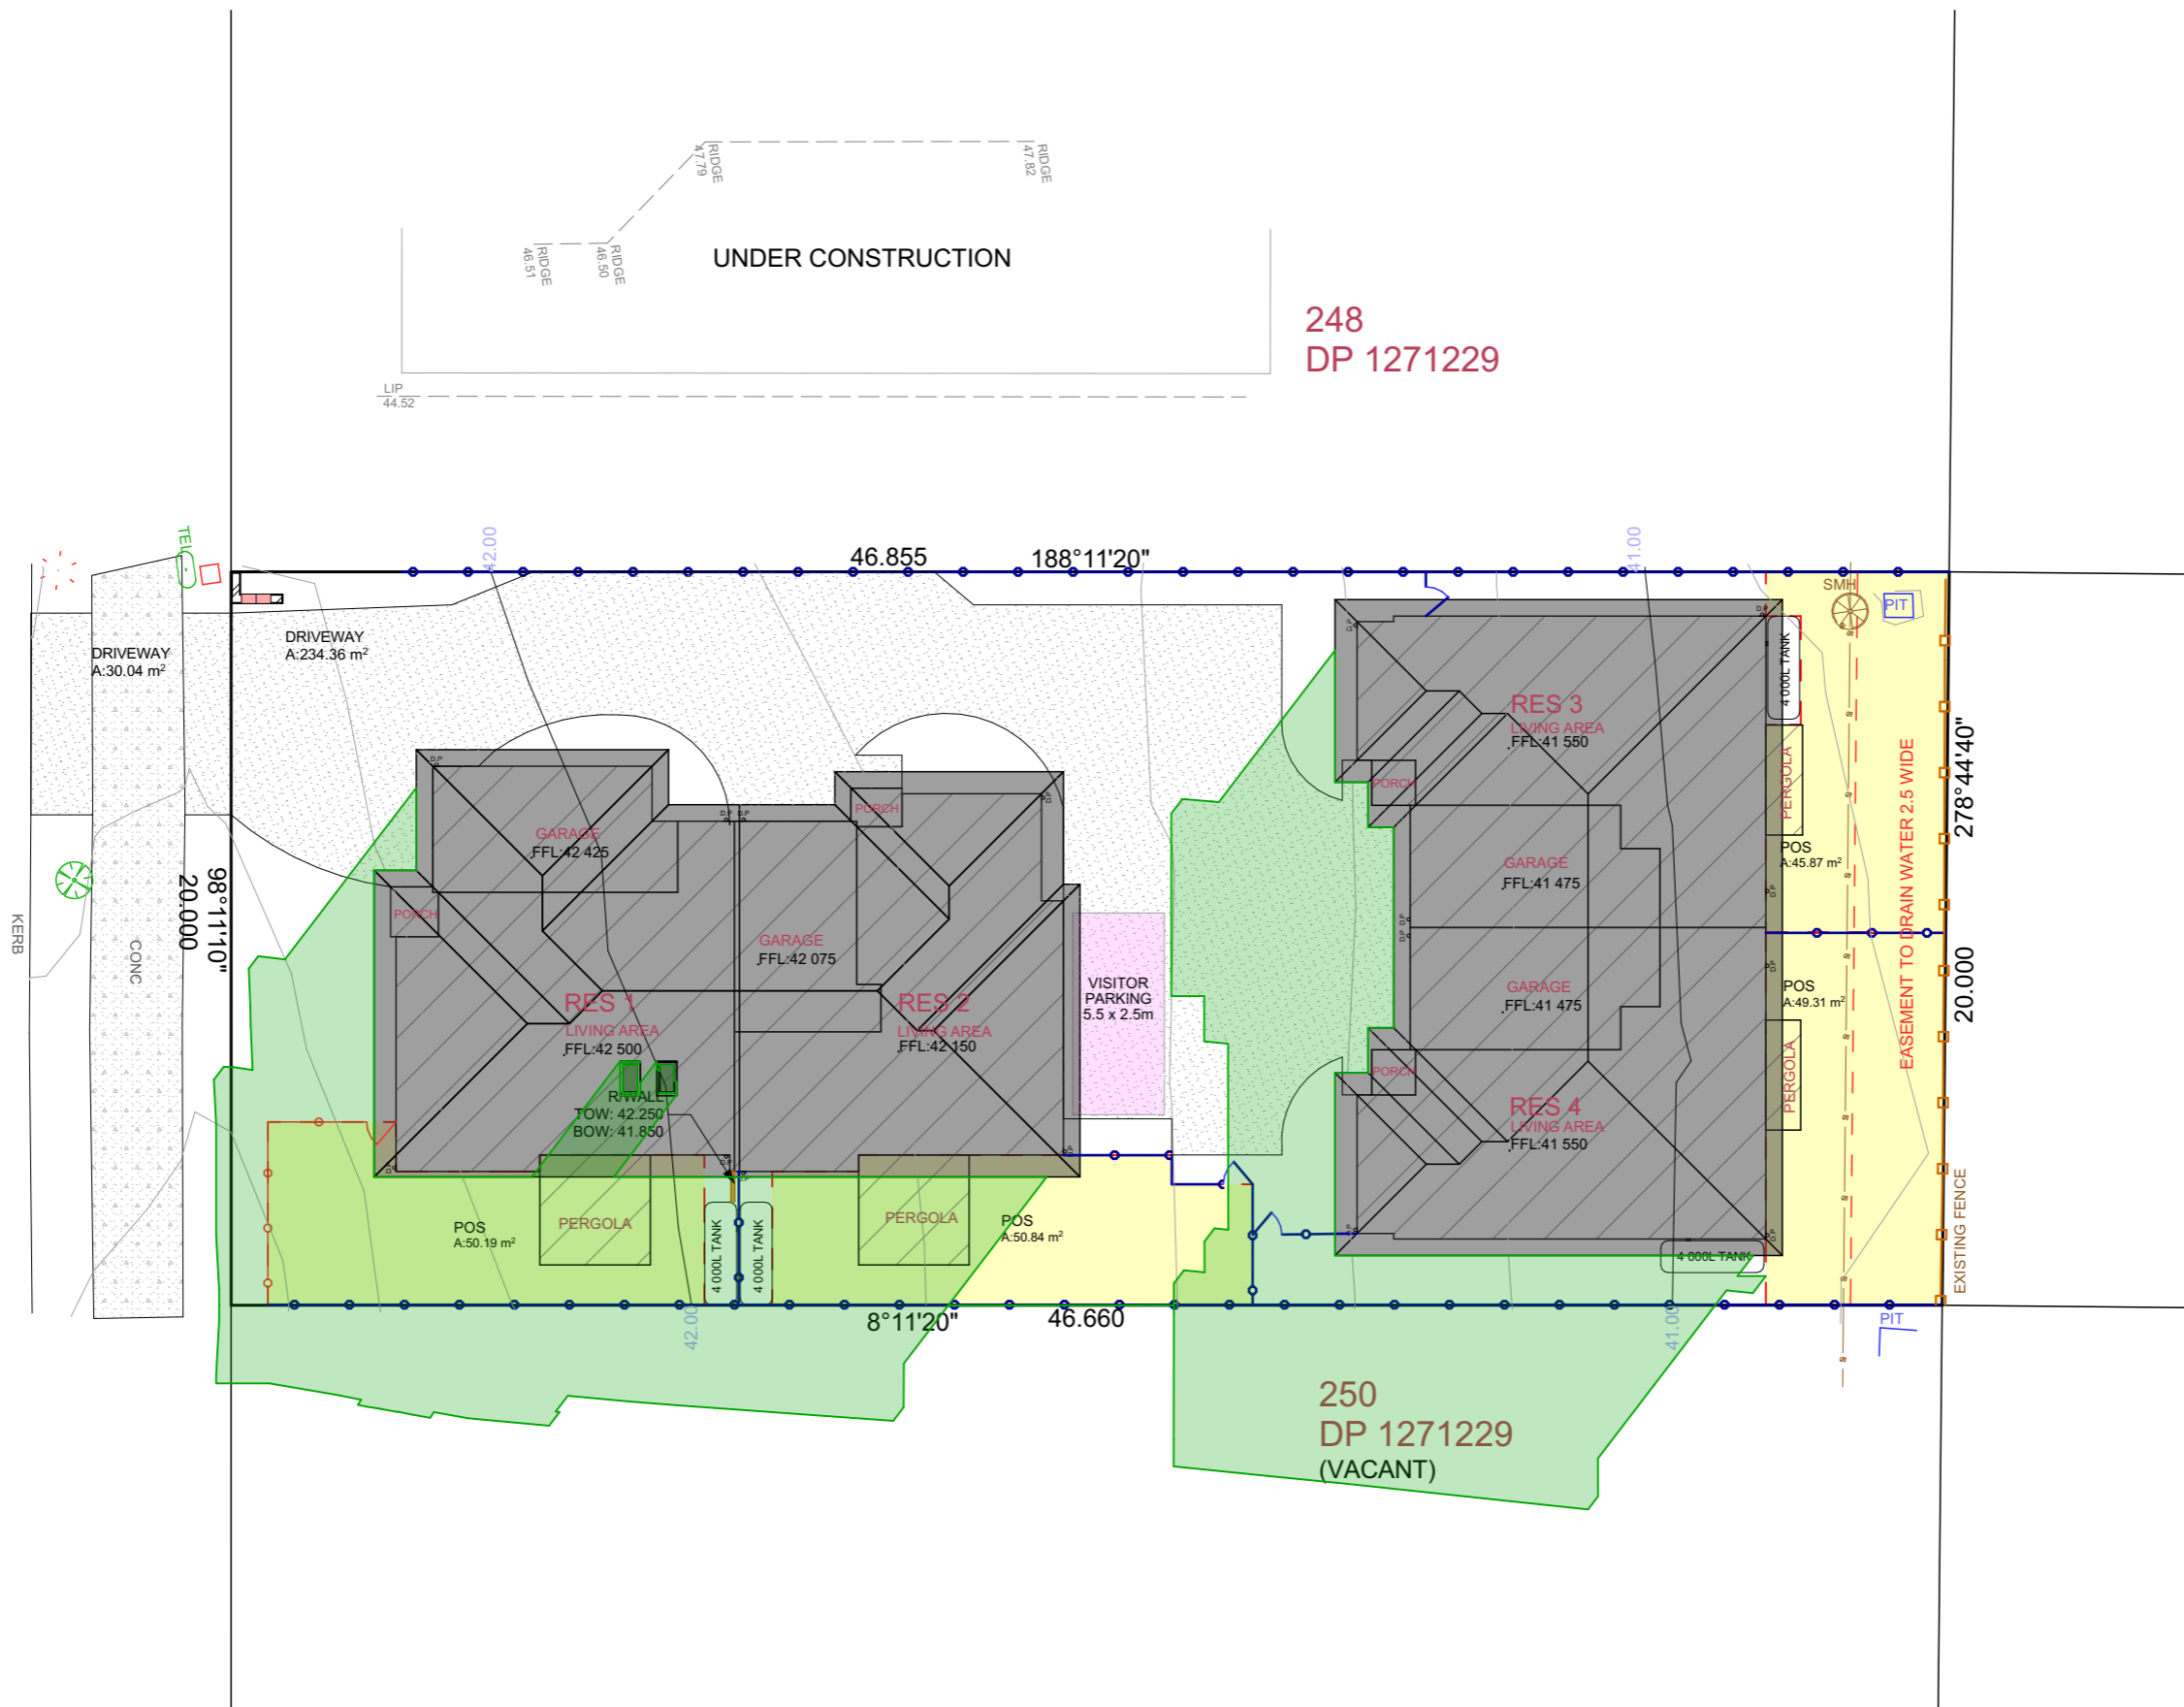 RIDGE
47.79
RIDGE
47.82
RIDGE
46.51
RIDGE
46.50
UNDER CONSTRUCTION
248
DP 1271229
LIP
44.52
TEL
42.00
46.855
188°11'20"
41.00
SMH
PIT
DRIVEWAY
A:30.04 m²
DRIVEWAY
A:234.36 m²
D.P
D.P
D.P
4 000L TANK
RES 3
LIVING AREA
FFL:41 550
PORCH
PERGOLA
EASEMENT TO DRAIN WATER 2.5 WIDE
278°44'40"
20.000
D.P
PORCH
D.P
GARAGE
FFL:42 425
D.P
D.P
GARAGE
FFL:41 475
POS
A:45.87 m²
D.P
PORCH
KERB
CONC
98°11'10"
20.000
GARAGE
FFL:42 075
D.P
D.P
D.P
VISITOR
PARKING
5.5 x 2.5m
RES 1
LIVING AREA
FFL:42 500
RES 2
LIVING AREA
FFL:42 150
GARAGE
FFL:41 475
POS
A:49.31 m²
R/WALL
TOW: 42.250
BOW: 41.850
PORCH
PERGOLA
RES 4
LIVING AREA
FFL:41 550
D.P
D.P
D.P
D.P
D.P
D.P
POS
A:50.19 m²
PERGOLA
4 000L TANK
4 000L TANK
PERGOLA
POS
A:50.84 m²
4 000L TANK
EXISTING FENCE
42.00
8°11'20"
46.660
41.00
PIT
250
DP 1271229
(VACANT)
S
S
S
S
S
S
S
S
S